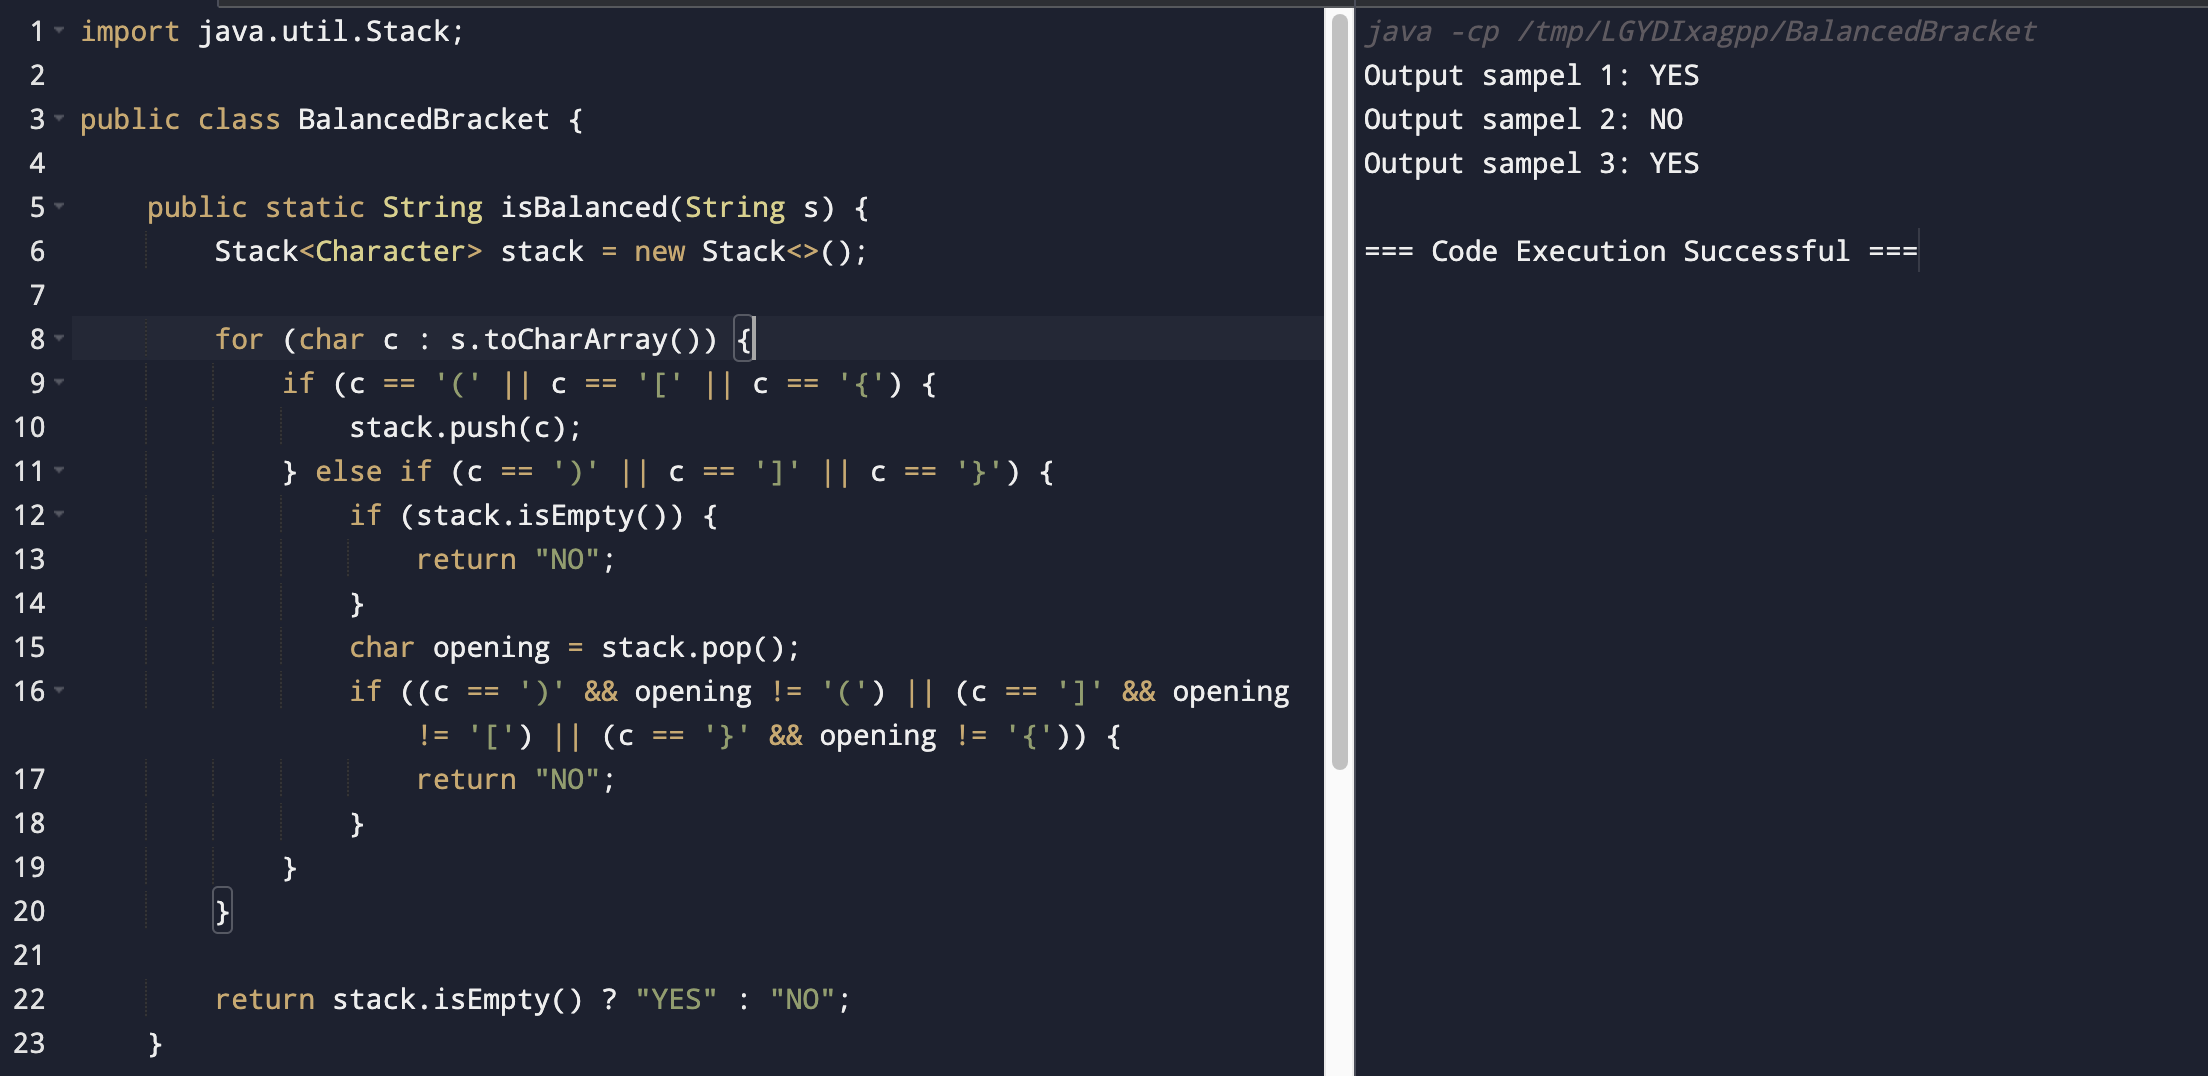 1 import java.util.Stack;
2
3 public class BalancedBracket {
4
5     public static String isBalanced(String s) {
6         Stack<Character> stack = new Stack<>();
7
8         for (char c : s.toCharArray()) {
9             if (c == '(' || c == '[' || c == '{') {
10                 stack.push(c);
11             } else if (c == ')' || c == ']' || c == '}') {
12                 if (stack.isEmpty()) {
13                     return "NO";
14                 }
15                 char opening = stack.pop();
16                 if ((c == ')' && opening != '(') || (c == ']' && opening
                     != '[') || (c == '}' && opening != '{')) {
17                     return "NO";
18                 }
19             }
20         }
21
22         return stack.isEmpty() ? "YES" : "NO";
23     }
java -cp /tmp/LGYDIxagpp/BalancedBracket
Output sampel 1: YES
Output sampel 2: NO
Output sampel 3: YES
=== Code Execution Successful ===